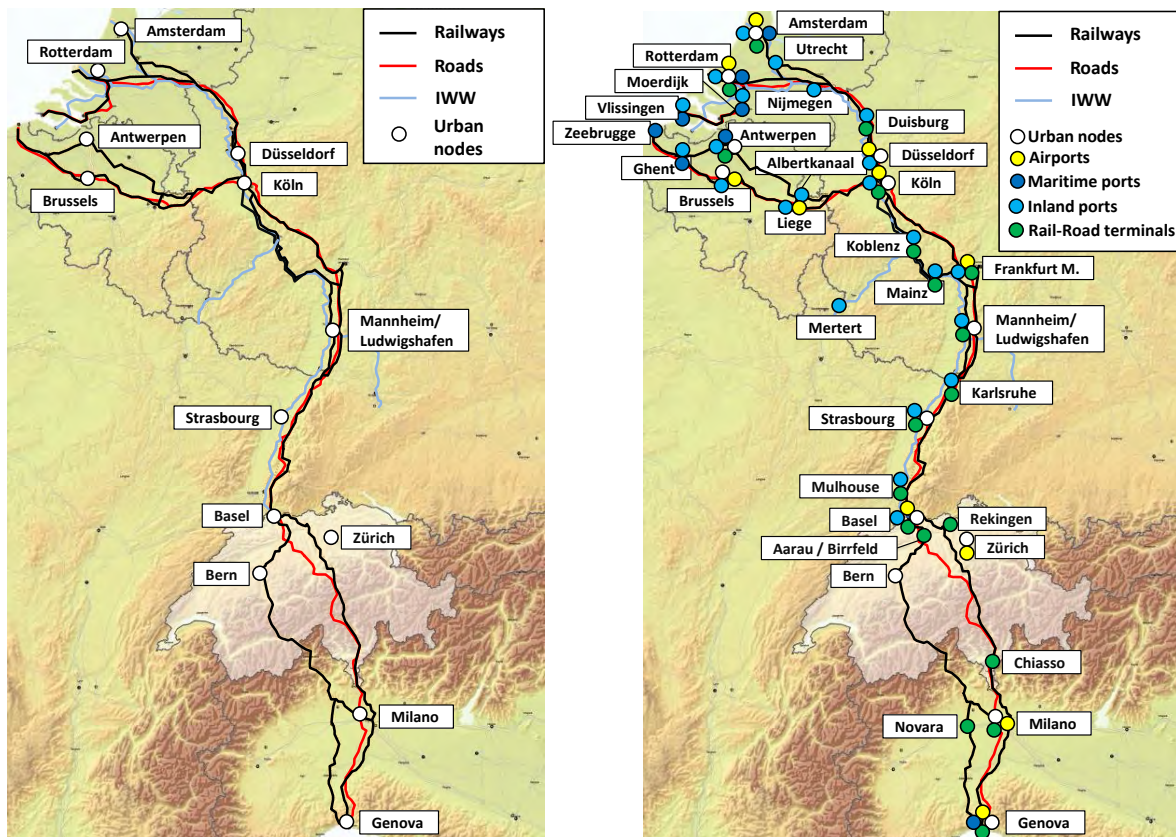 Amsterdam
Rotterdam
Antwerpen
Düsseldorf
Köln
Brussels
Mannheim/
Ludwigshafen
Strasbourg
Basel
Zürich
Bern
Milano
Genova
Railways
Roads
IWW
Urban
nodes
Amsterdam
Utrecht
Rotterdam
Moerdijk
Nijmegen
Vlissingen
Duisburg
Zeebrugge
Antwerpen
Albertkanaal
Düsseldorf
Ghent
Köln
Brussels
Liege
Koblenz
Frankfurt M.
Mainz
Mertert
Mannheim/
Ludwigshafen
Karlsruhe
Strasbourg
Mulhouse
Basel
Rekingen
Aarau / Birrfeld
Zürich
Bern
Chiasso
Novara
Milano
Genova
Railways
Roads
IWW
Urban nodes
Airports
Maritime ports
Inland ports
Rail-Road terminals